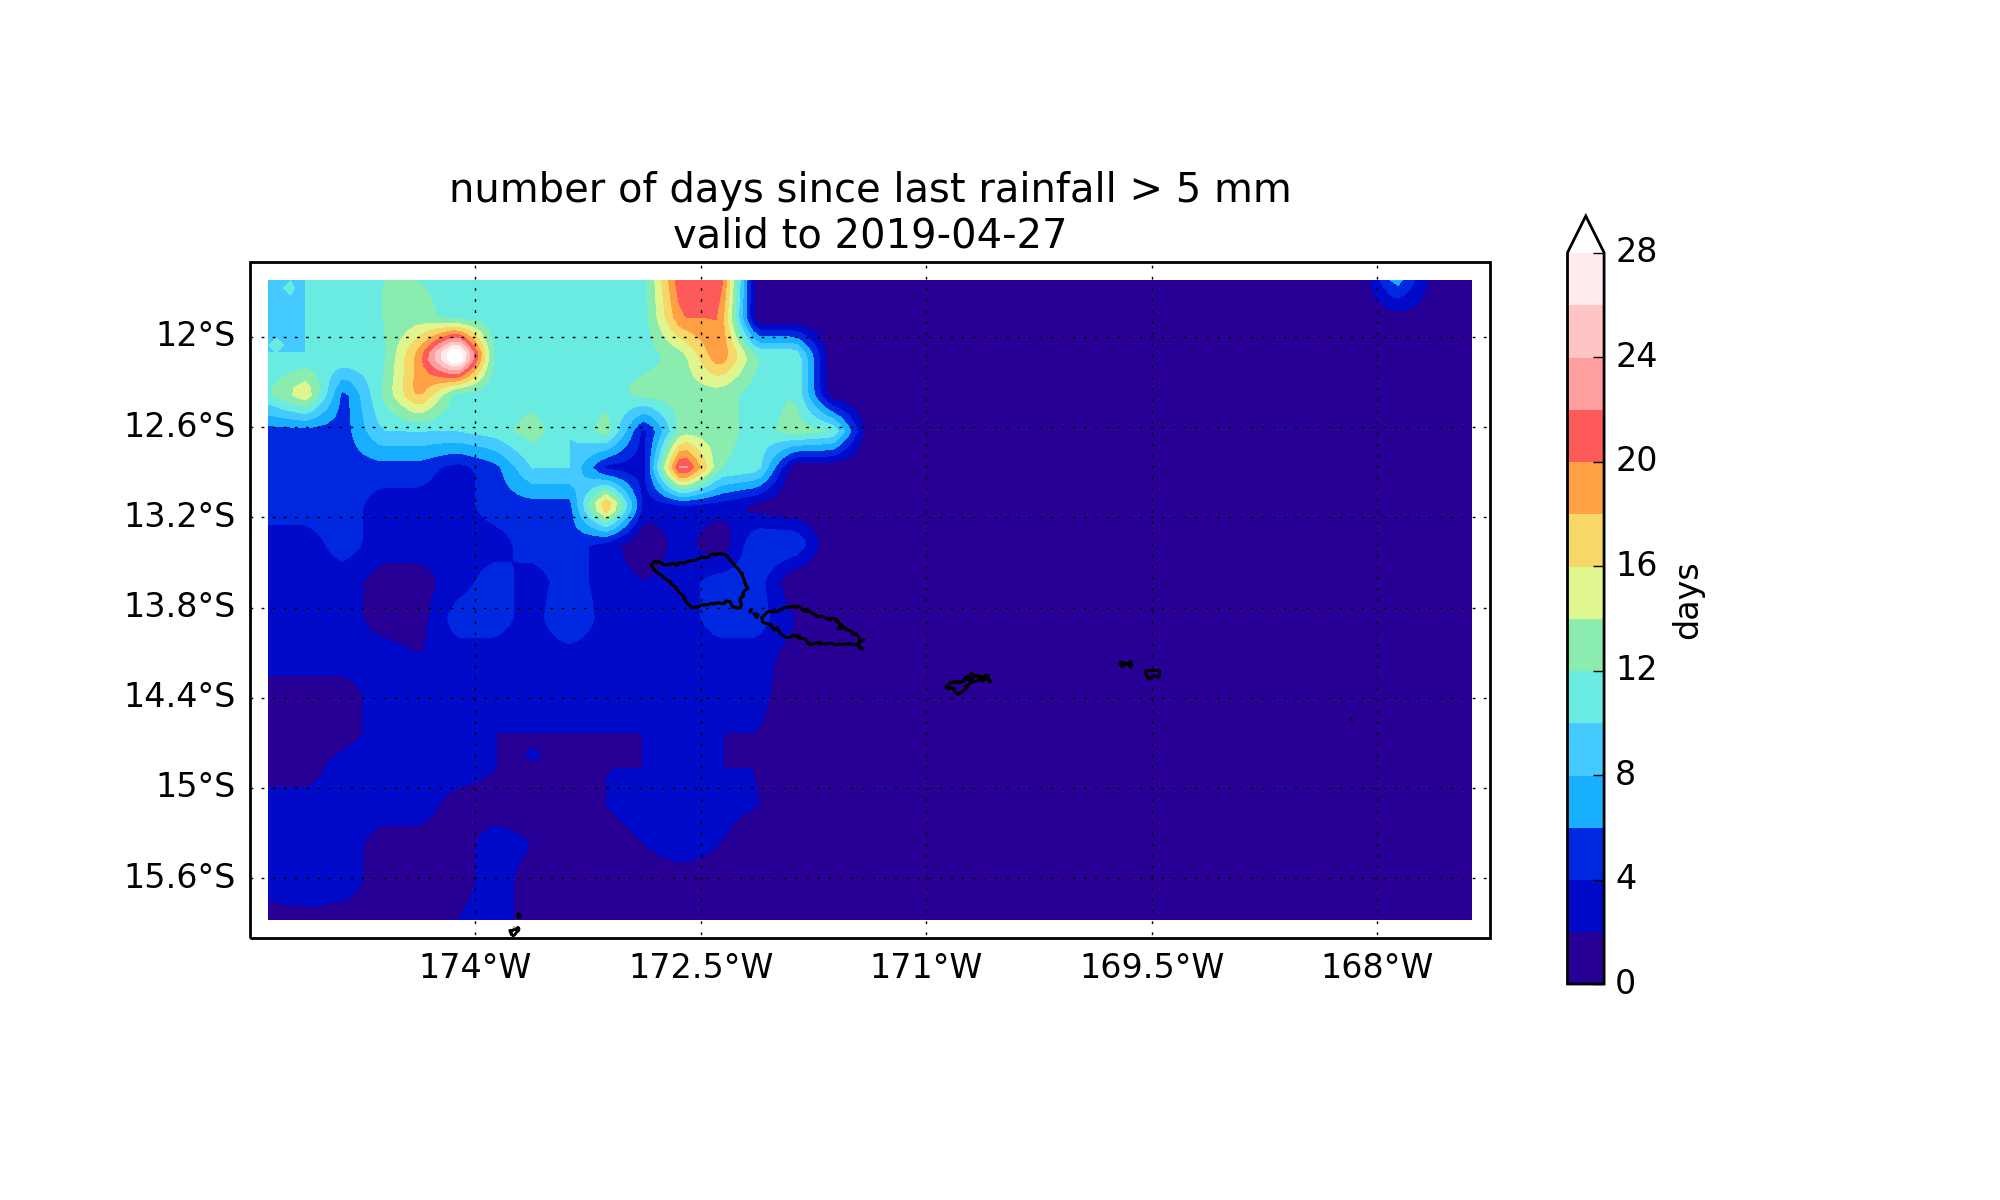 number of days since last rainfall > 5 mm
valid to 2019-04-27
12°S
12.6°S
13.2°S
13.8°S
14.4°S
15°S
15.6°S
174°W
172.5°W
171°W
169.5°W
168°W
28
24
20
16
12
8
4
0
days